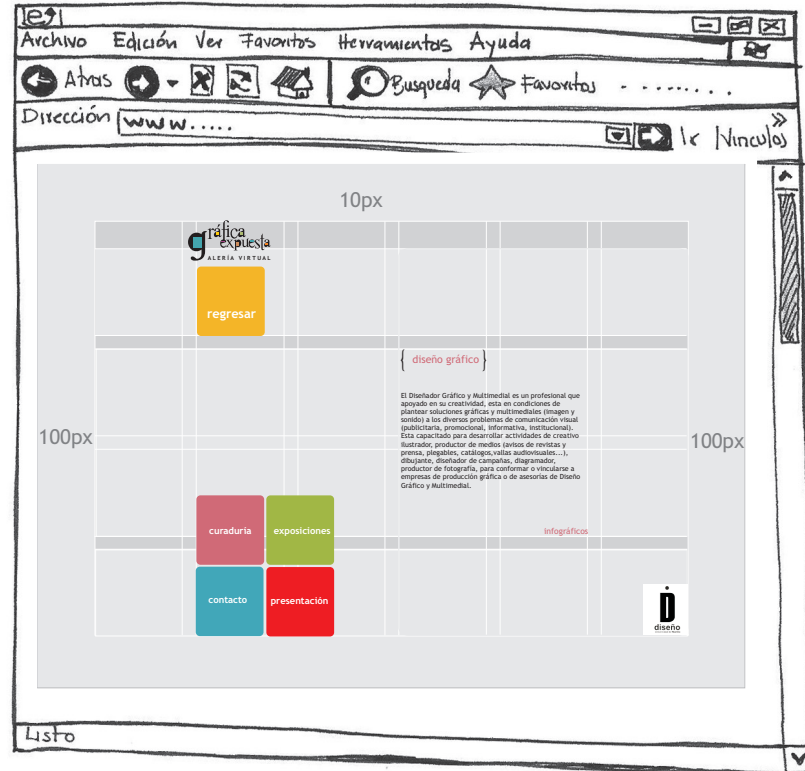 Archivo Edición Ver Favoritos Herramientas Ayuda
Atras Busqueda Favoritos
Dirección www..... Ir Vinculos
10px
gráfica
expuesta
ALERÍA VIRTUAL
regresar
{ diseño gráfico }
El Diseñador Gráfico y Multimedial es un profesional que
apoyado en su creatividad, esta en condiciones de
plantear soluciones gráficas y multimediales (imagen y
sonido) a los diversos problemas de comunicación visual
(publicitaria, promocional, informativa, institucional).
Esta capacitado para desarrollar actividades de creativo
ilustrador, productor de medios (avisos de revistas y
prensa, plegables, catálogos,vallas audiovisuales...),
dibujante, diseñador de campañas, diagramador,
productor de fotografía, para conformar o vincularse a
empresas de producción gráfica o de asesorias de Diseño
Gráfico y Multimedial.
100px
100px
curaduría exposiciones
infográficos
contacto presentación
diseño
Listo